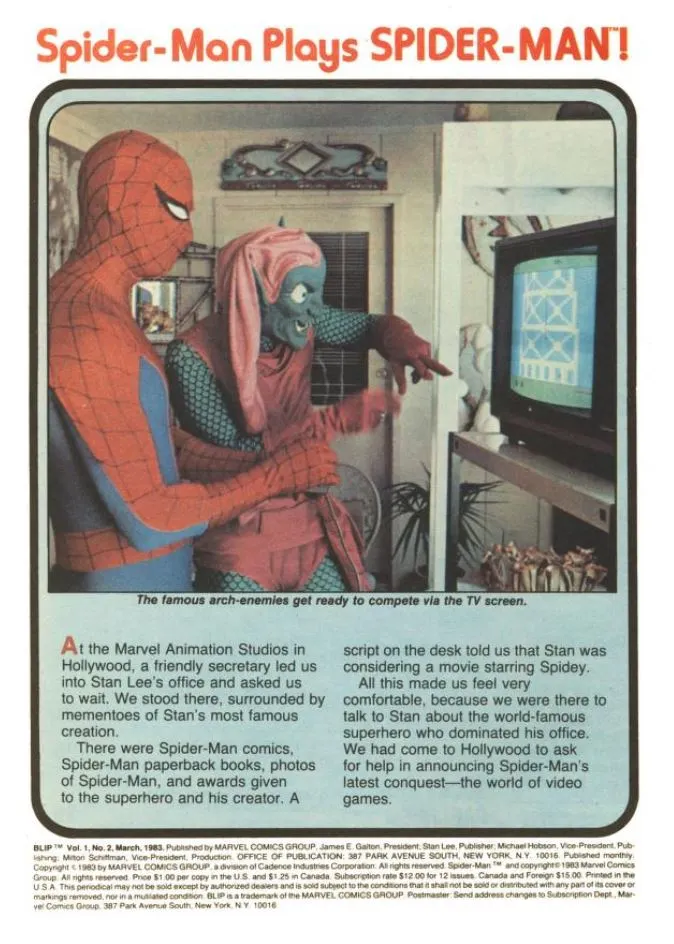 Spider-Man Plays SPIDER-MAN™!
The famous arch-enemies get ready to compete via the TV screen.
At the Marvel Animation Studios in
Hollywood, a friendly secretary led us
into Stan Lee's office and asked us
to wait. We stood there, surrounded by
mementoes of Stan's most famous
creation.
There were Spider-Man comics,
Spider-Man paperback books, photos
of Spider-Man, and awards given
to the superhero and his creator. A
script on the desk told us that Stan was
considering a movie starring Spidey.
All this made us feel very
comfortable, because we were there to
talk to Stan about the world-famous
superhero who dominated his office.
We had come to Hollywood to ask
for help in announcing Spider-Man's
latest conquest—the world of video
games.
BLIP™ Vol. 1, No. 2, March, 1983. Published by MARVEL COMICS GROUP. James E. Galton, President; Stan Lee, Publisher; Michael Hobson, Vice-President, Pub-
lishing; Milton Schiffman, Vice-President, Production. OFFICE OF PUBLICATION: 387 PARK AVENUE SOUTH, NEW YORK, N.Y. 10016. Published monthly.
Copyright © 1983 by MARVEL COMICS GROUP, a division of Cadence Industries Corporation. All rights reserved. Spider-Man™ and copyright © 1983 Marvel Comics
Group. All rights reserved. Price $1.00 per copy in the U.S. and $1.25 in Canada. Subscription rate $12.00 for 12 issues. Canada and Foreign $15.00. Printed in the
U.S.A. This periodical may not be sold except by authorized dealers and is sold subject to the conditions that it shall not be sold or distributed with any part of its cover or
markings removed, nor in a mutilated condition. BLIP is a trademark of the MARVEL COMICS GROUP. Postmaster: Send address changes to Subscription Dept., Mar-
vel Comics Group, 387 Park Avenue South, New York, N.Y. 10016